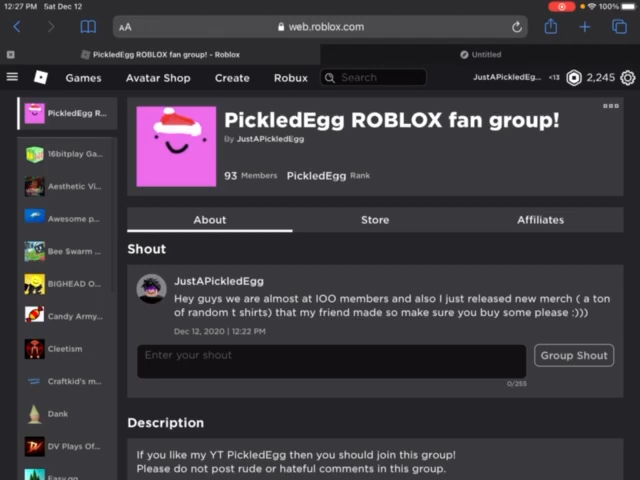 12:27 PM Sat Dec 12
100%
AA
web.roblox.com
PickledEgg ROBLOX fan group! - Roblox
Untitled
Games
Avatar Shop
Create
Robux
Search
JustAPickledEg... <13
2,245
PickledEgg R...
16bitplay Ga...
Aesthetic Vi...
Awesome p...
Bee Swarm ...
BIGHEAD O...
Candy Army...
Cleetism
Craftkid's m...
Dank
DV Plays Of...
Easy.gg
PickledEgg ROBLOX fan group!
By JustAPickledEgg
93 Members PickledEgg Rank
About
Store
Affiliates
Shout
JustAPickledEgg
Hey guys we are almost at IOO members and also I just released new merch ( a ton
of random t shirts) that my friend made so make sure you buy some please :)))
Dec 12, 2020 | 12:22 PM
Enter your shout
Group Shout
0/255
Description
If you like my YT PickledEgg then you should join this group!
Please do not post rude or hateful comments in this group.